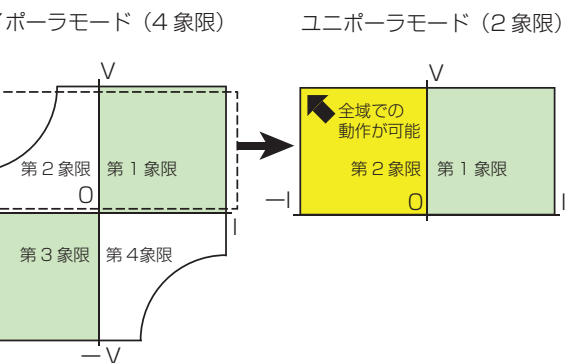 ポーラモード（4 象限）
V
第 2 象限
第 1 象限
0
I
第 3 象限
第 4象限
－V
ユニポーラモード（2 象限）
V
全域での
動作が可能
第 2 象限
第 1 象限
－I
0
I